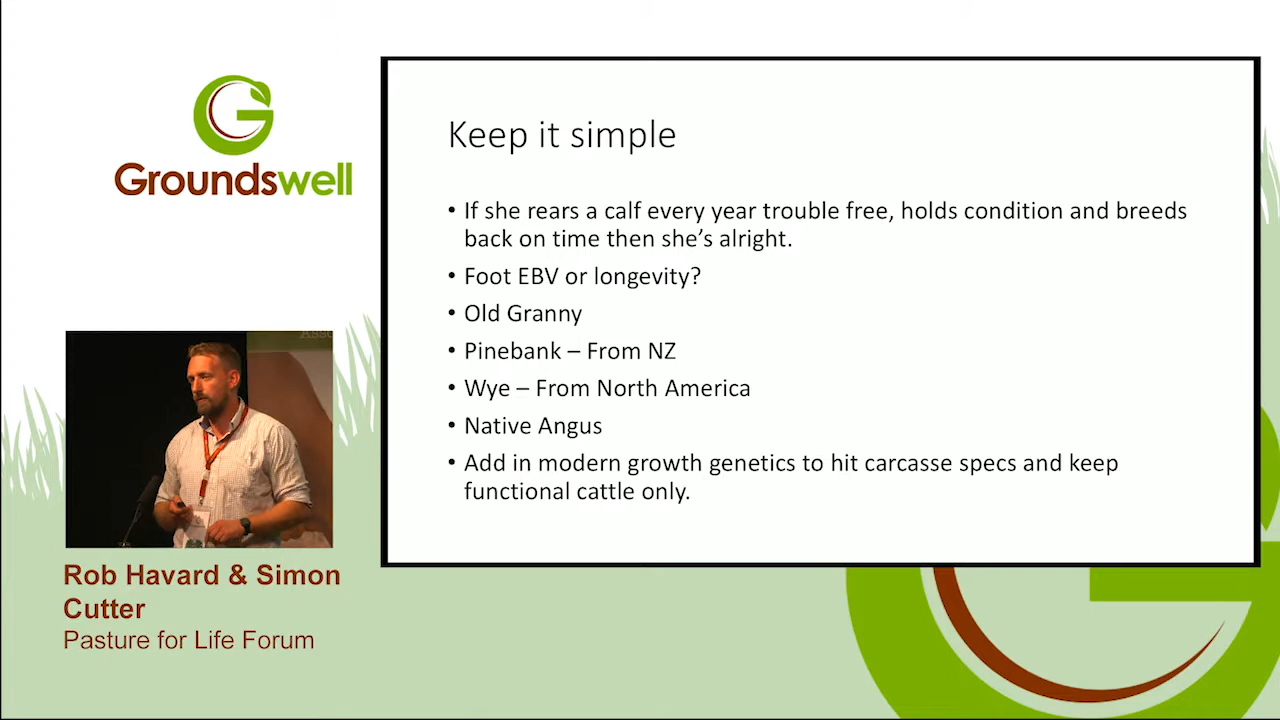 Groundswell
Keep it simple
• If she rears a calf every year trouble free, holds condition and breeds
back on time then she's alright.
• Foot EBV or longevity?
• Old Granny
• Pinebank – From NZ
• Wye – From North America
• Native Angus
• Add in modern growth genetics to hit carcasse specs and keep
functional cattle only.
Rob Havard & Simon
Cutter
Pasture for Life Forum